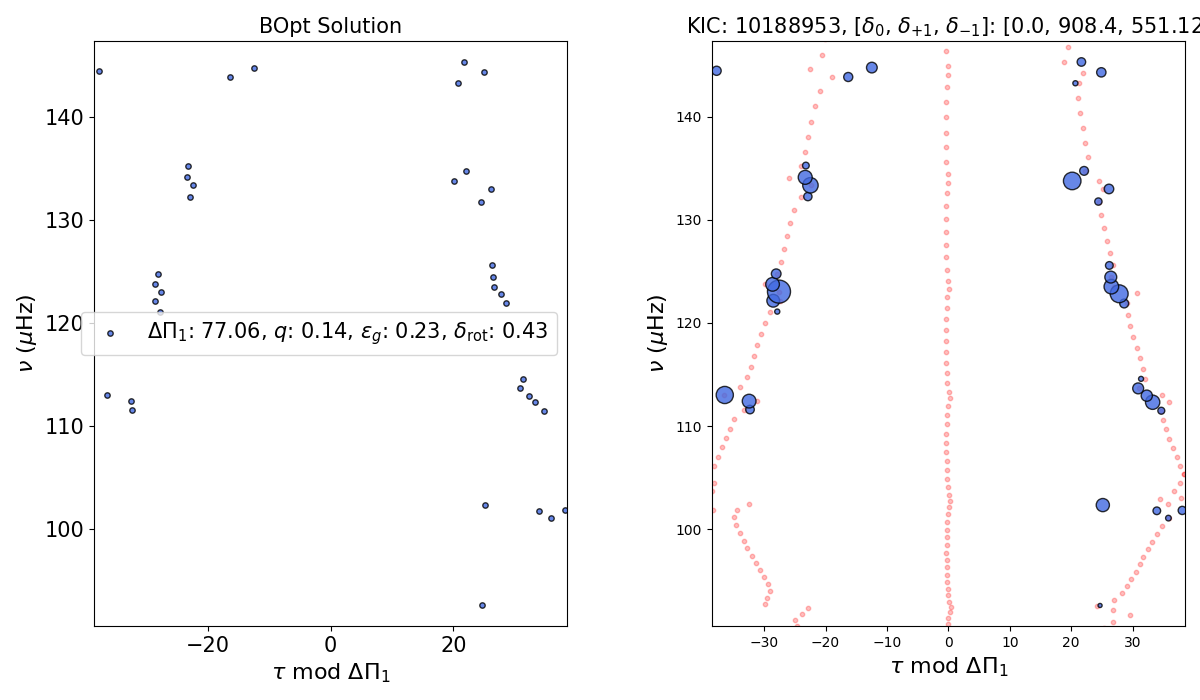 BOpt Solution
KIC: 10188953, [δ₀, δ₊₁, δ₋₁]: [0.0, 908.4, 551.12
140
130
120
110
100
ν (μHz)
ΔΠ₁: 77.06, q: 0.14, ε_g: 0.23, δ_rot: 0.43
−20 0 20
τ mod ΔΠ₁
140
130
120
110
100
ν (μHz)
−30 −20 −10 0 10 20 30
τ mod ΔΠ₁